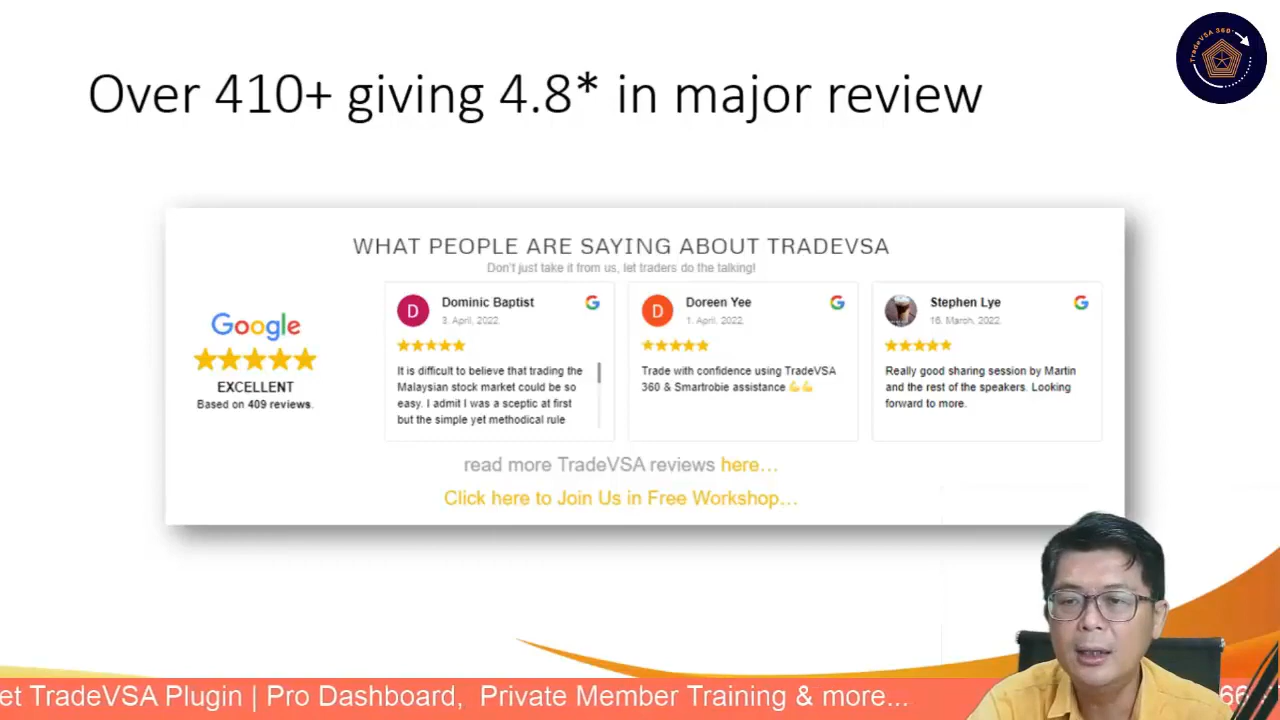 TradeVSA 360°
Over 410+ giving 4.8* in major review
WHAT PEOPLE ARE SAYING ABOUT TRADEVSA
Don't just take it from us, let traders do the talking!
Google
EXCELLENT
Based on 409 reviews.
D
Dominic Baptist
3. April, 2022.
It is difficult to believe that trading the
Malaysian stock market could be so
easy. I admit I was a sceptic at first
but the simple yet methodical rule
D
Doreen Yee
1. April, 2022.
Trade with confidence using TradeVSA
360 & Smartrobie assistance 💪💪
Stephen Lye
16. March, 2022.
Really good sharing session by Martin
and the rest of the speakers. Looking
forward to more.
read more TradeVSA reviews here...
Click here to Join Us in Free Workshop...
et TradeVSA Plugin | Pro Dashboard, Private Member Training & more...